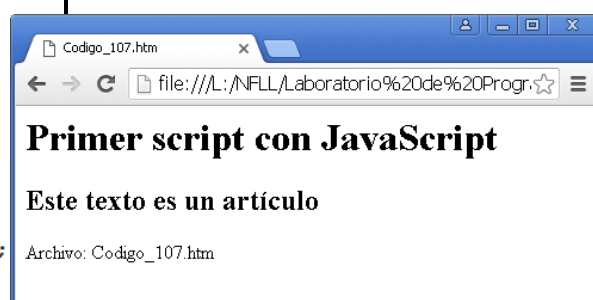 Codigo_107.htm
file:///L:/NFLL/Laboratorio%20de%20Progr
Primer script con JavaScript
Este texto es un artículo
Archivo: Codigo_107.htm